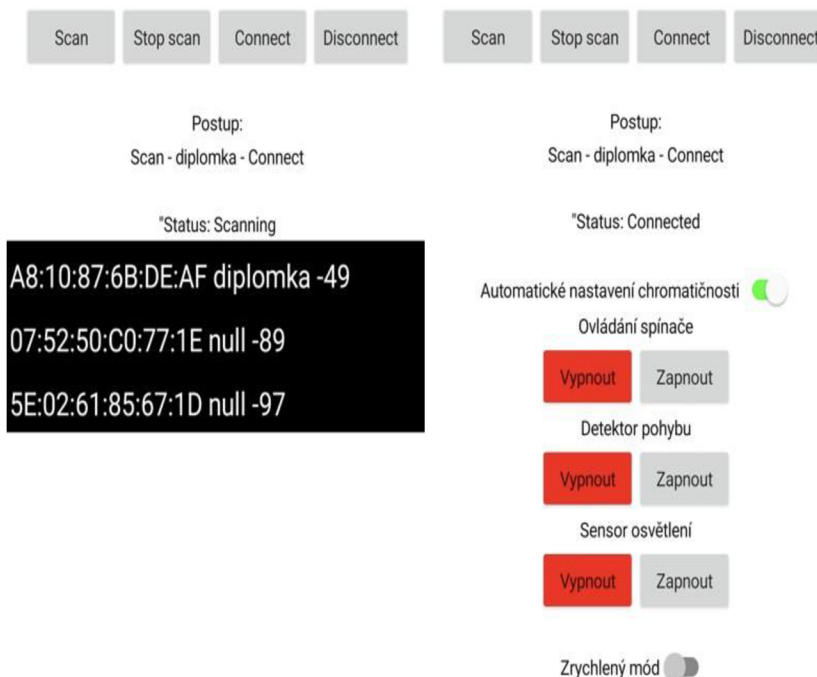 Scan Stop scan Connect Disconnect
Postup:
Scan - diplomka - Connect
"Status: Scanning
A8:10:87:6B:DE:AF diplomka -49
07:52:50:C0:77:1E null -89
5E:02:61:85:67:1D null -97
Scan Stop scan Connect Disconnect
Postup:
Scan - diplomka - Connect
"Status: Connected
Automatické nastavení chromatičnosti
Ovládání spínače
Vypnout Zapnout
Detektor pohybu
Vypnout Zapnout
Sensor osvětlení
Vypnout Zapnout
Zrychlený mód